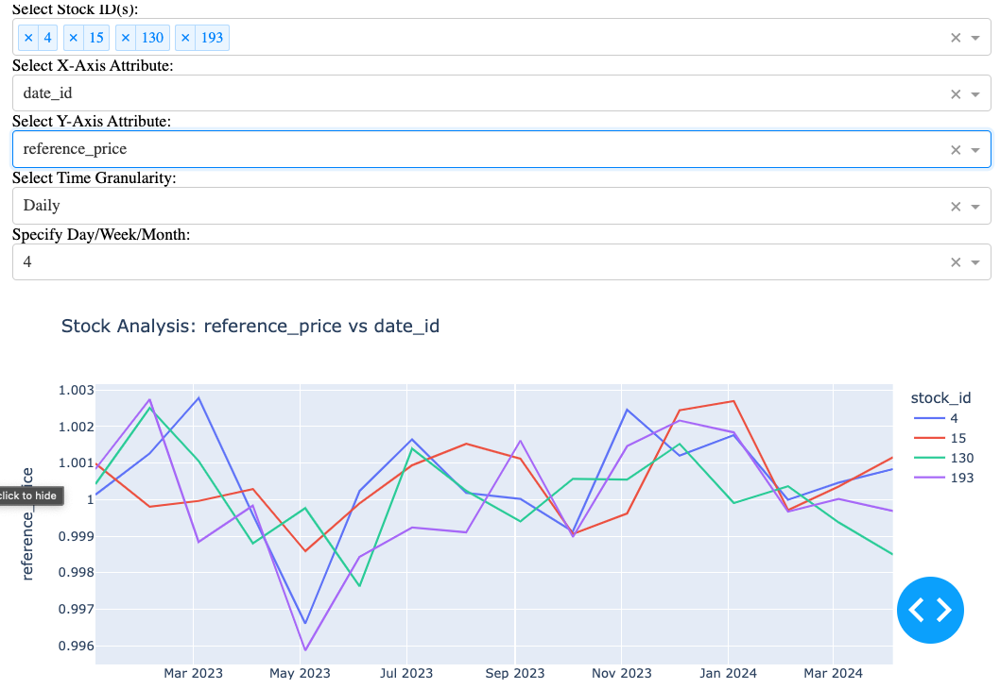 Select Stock ID(s):
× 4 × 15 × 130 × 193
Select X-Axis Attribute:
date_id
Select Y-Axis Attribute:
reference_price
Select Time Granularity:
Daily
Specify Day/Week/Month:
4
Stock Analysis: reference_price vs date_id
1.003
1.002
1.001
1
0.999
0.998
0.997
0.996
reference_price
click to hide
Mar 2023 May 2023 Jul 2023 Sep 2023 Nov 2023 Jan 2024 Mar 2024
stock_id
4
15
130
193